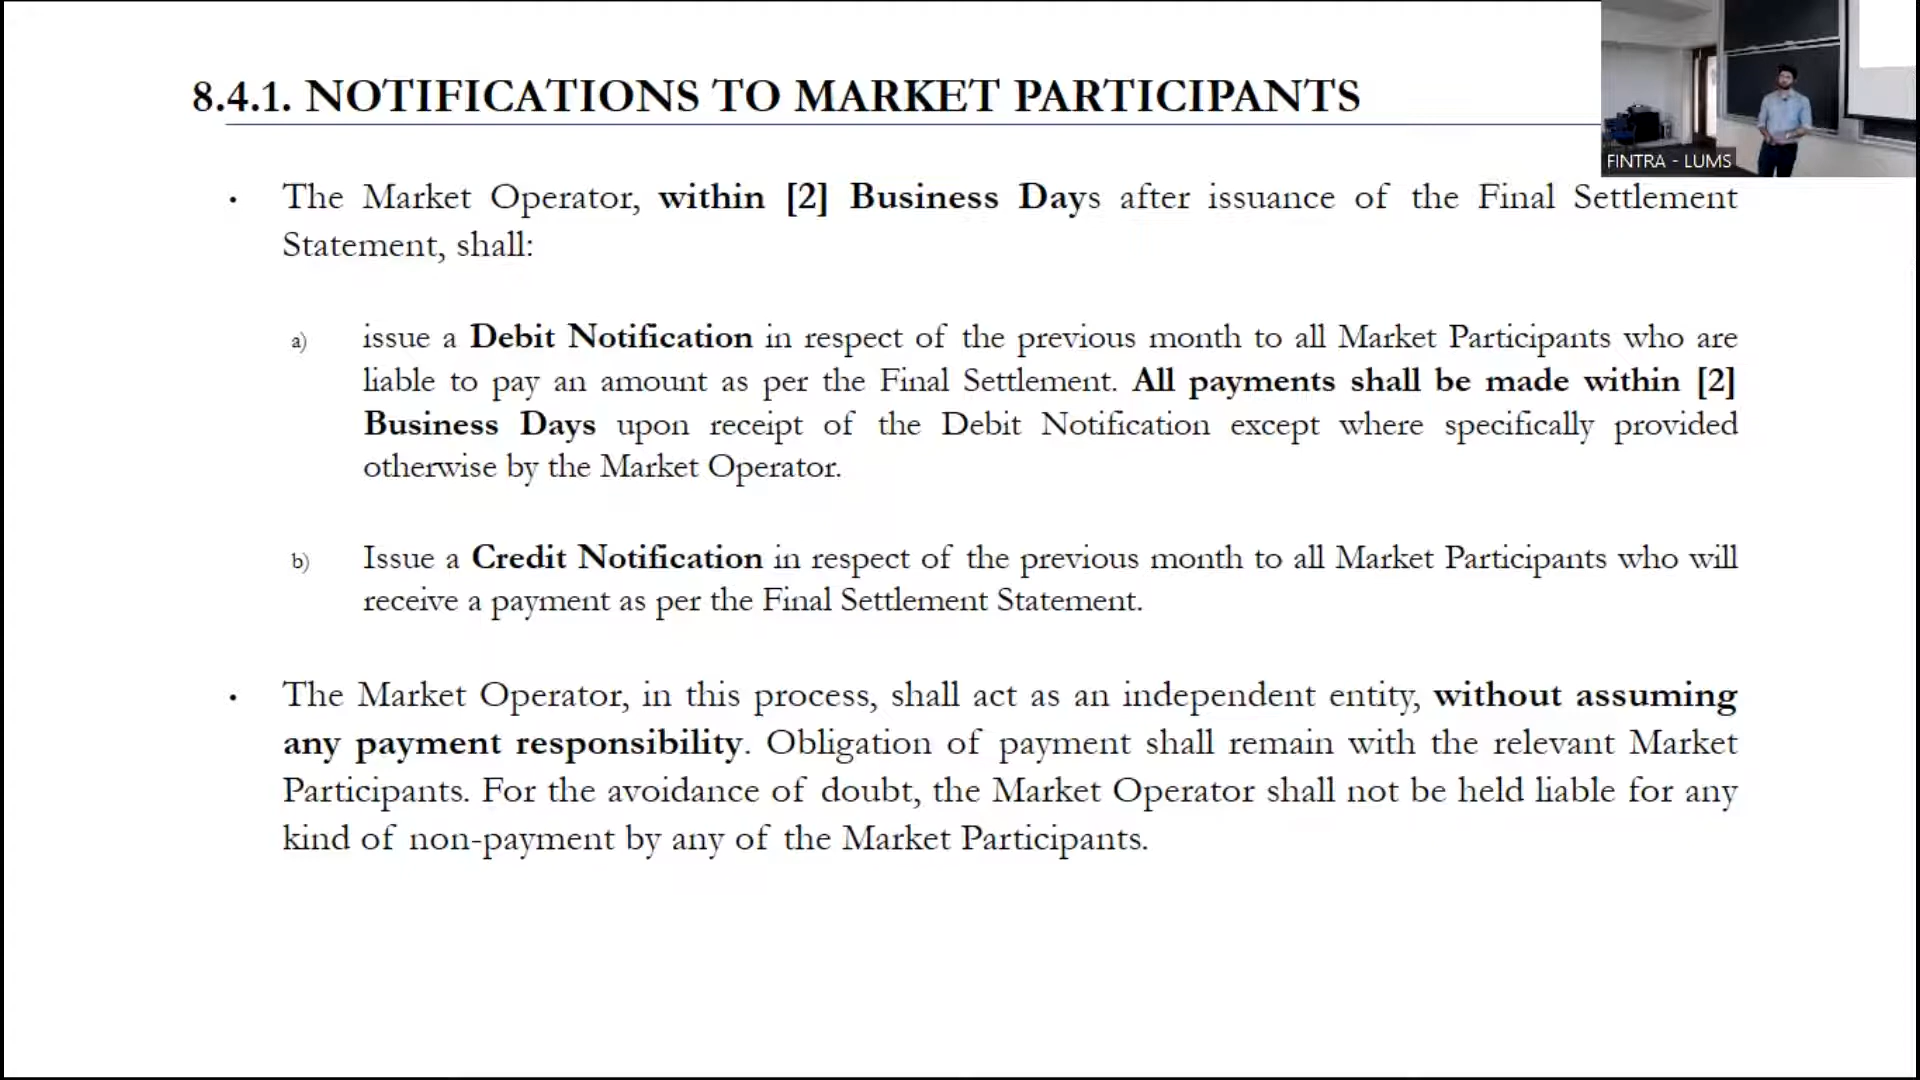 8.4.1. NOTIFICATIONS TO MARKET PARTICIPANTS
FINTRA - LUMS
• The Market Operator, within [2] Business Days after issuance of the Final Settlement
Statement, shall:
a) issue a Debit Notification in respect of the previous month to all Market Participants who are
liable to pay an amount as per the Final Settlement. All payments shall be made within [2]
Business Days upon receipt of the Debit Notification except where specifically provided
otherwise by the Market Operator.
b) Issue a Credit Notification in respect of the previous month to all Market Participants who will
receive a payment as per the Final Settlement Statement.
• The Market Operator, in this process, shall act as an independent entity, without assuming
any payment responsibility. Obligation of payment shall remain with the relevant Market
Participants. For the avoidance of doubt, the Market Operator shall not be held liable for any
kind of non-payment by any of the Market Participants.